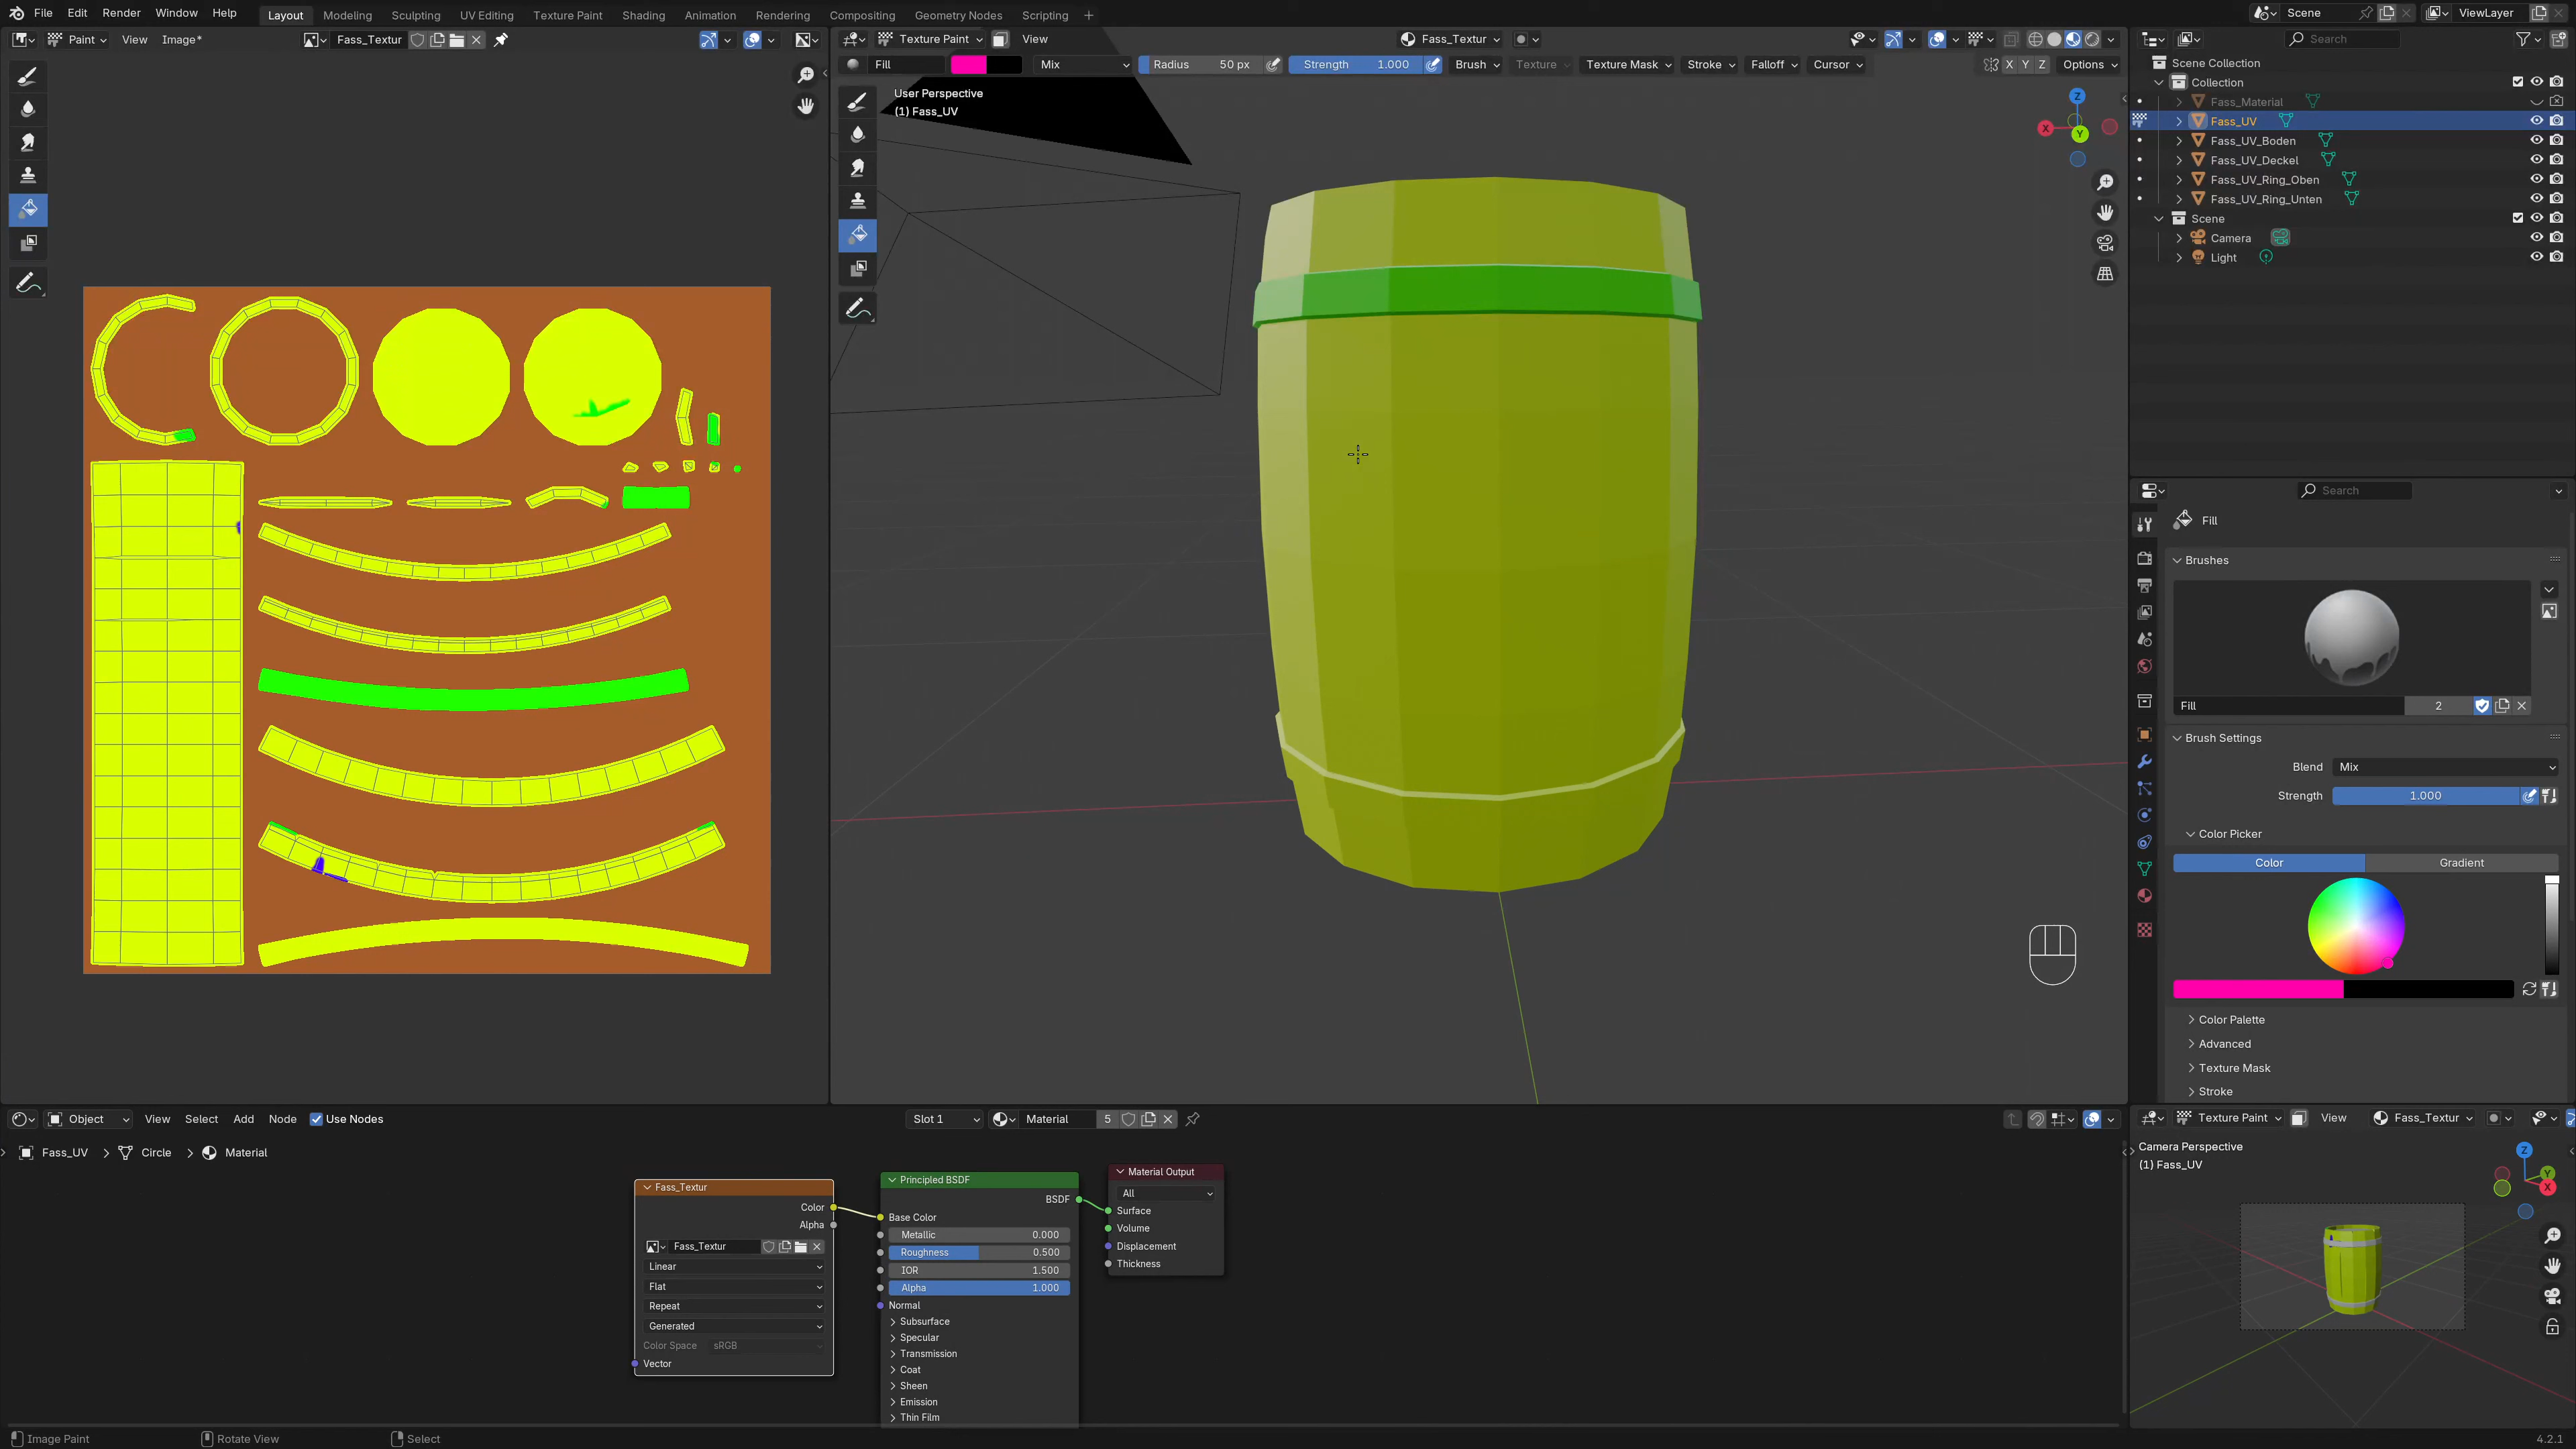 File Edit Render Window Help Layout Modeling Sculpting UV Editing Texture Paint Shading Animation Rendering Compositing Geometry Nodes Scripting + Scene ViewLayer
Paint View Image* Fass_Textur
Texture Paint View Fass_Textur
Search
Fill Mix Radius 50 px Strength 1.000 Brush Texture Texture Mask Stroke Falloff Cursor X Y Z Options
User Perspective
(1) Fass_UV
Z
X
Y
Scene Collection
Collection
Fass_Material
Fass_UV
Fass_UV_Boden
Fass_UV_Deckel
Fass_UV_Ring_Oben
Fass_UV_Ring_Unten
Scene
Camera
Light
Search
Fill
Brushes
Fill 2
Brush Settings
Blend Mix
Strength 1.000
Color Picker
Color Gradient
Color Palette
Advanced
Texture Mask
Stroke
Object View Select Add Node Use Nodes Slot 1 Material 5
Fass_UV > Circle > Material
Fass_Textur
Color
Alpha
Fass_Textur
Linear
Flat
Repeat
Generated
Color Space sRGB
Vector
Principled BSDF
BSDF
Base Color
Metallic 0.000
Roughness 0.500
IOR 1.500
Alpha 1.000
Normal
Subsurface
Specular
Transmission
Coat
Sheen
Emission
Thin Film
Material Output
All
Surface
Volume
Displacement
Thickness
Texture Paint View Fass_Textur
Camera Perspective
(1) Fass_UV
Z
Y
X
Image Paint Rotate View Select 4.2.1